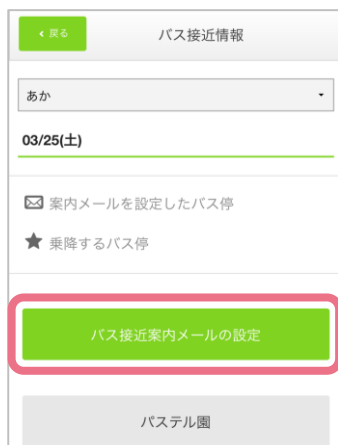 戻る
バス接近情報
あか
03/25(土)
案内メールを設定したバス停
乗降するバス停
バス接近案内メールの設定
パステル園